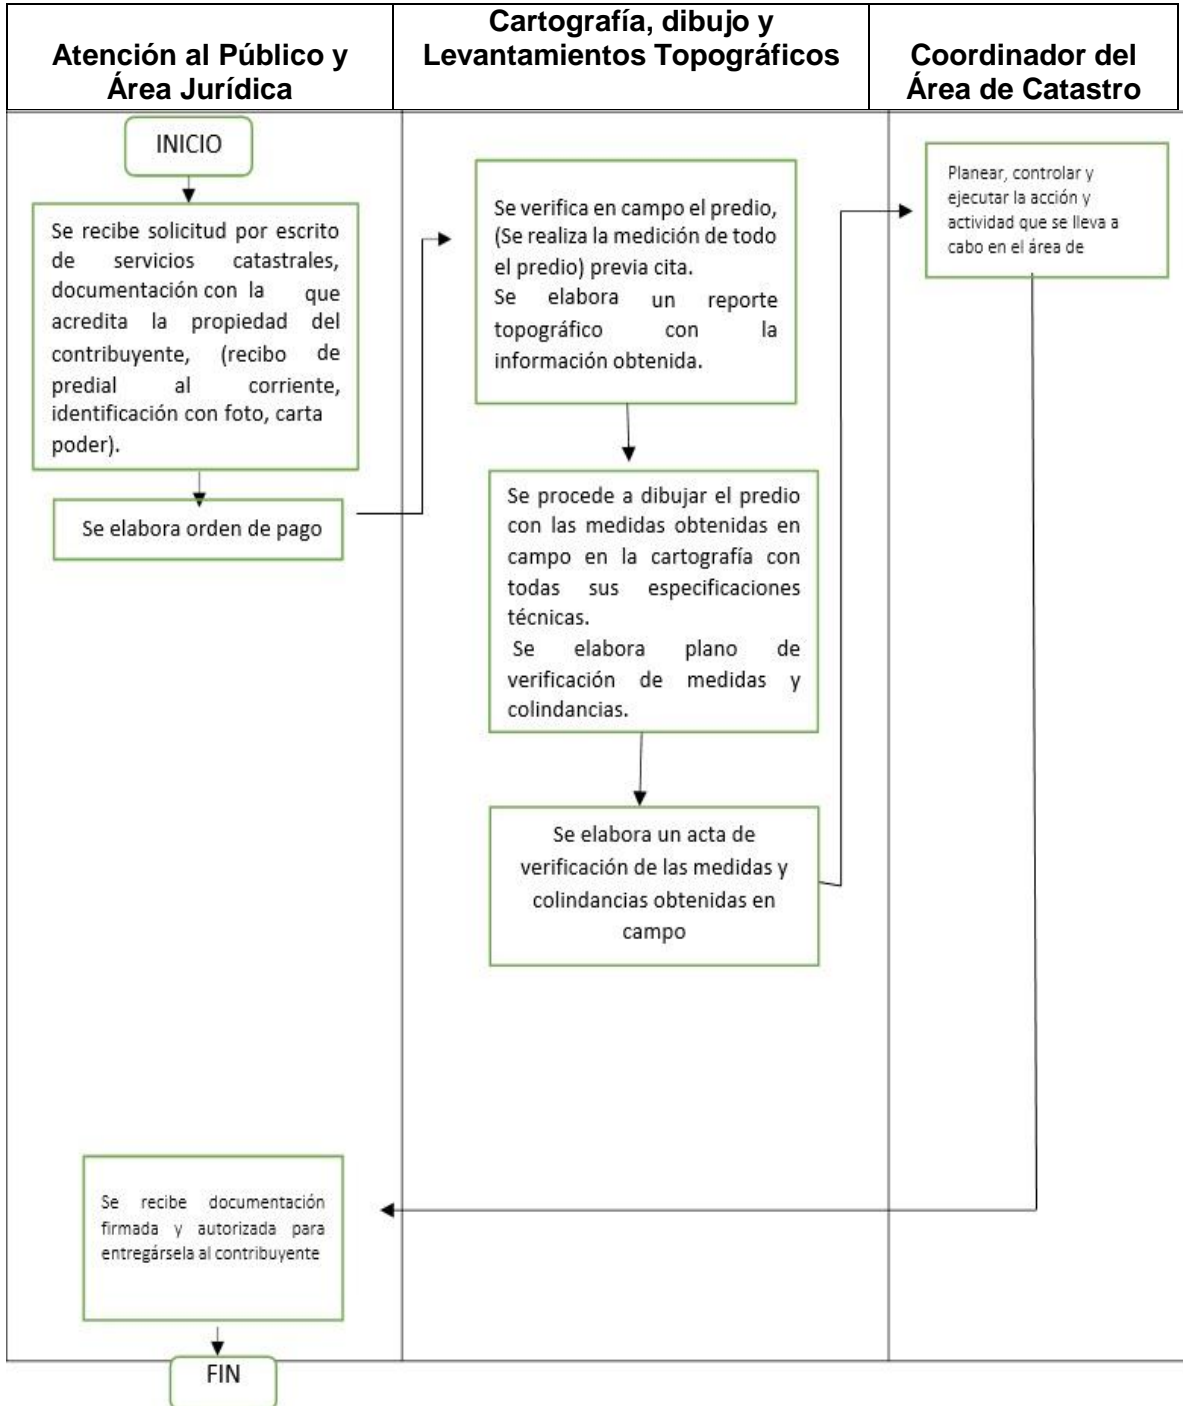 Atención al Público y
Área Jurídica
Cartografía, dibujo y
Levantamientos Topográficos
Coordinador del
Área de Catastro
INICIO
Se recibe solicitud por escrito
de servicios catastrales,
documentación con la que
acredita la propiedad del
contribuyente, (recibo de
predial al corriente,
identificación con foto, carta
poder).
Se elabora orden de pago
Se verifica en campo el predio,
(Se realiza la medición de todo
el predio) previa cita.
Se elabora un reporte
topográfico con la
información obtenida.
Se procede a dibujar el predio
con las medidas obtenidas en
campo en la cartografía con
todas sus especificaciones
técnicas.
Se elabora plano de
verificación de medidas y
colindancias.
Se elabora un acta de
verificación de las medidas y
colindancias obtenidas en
campo
Planear, controlar y
ejecutar la acción y
actividad que se lleva a
cabo en el área de
Se recibe documentación
firmada y autorizada para
entregársela al contribuyente
FIN